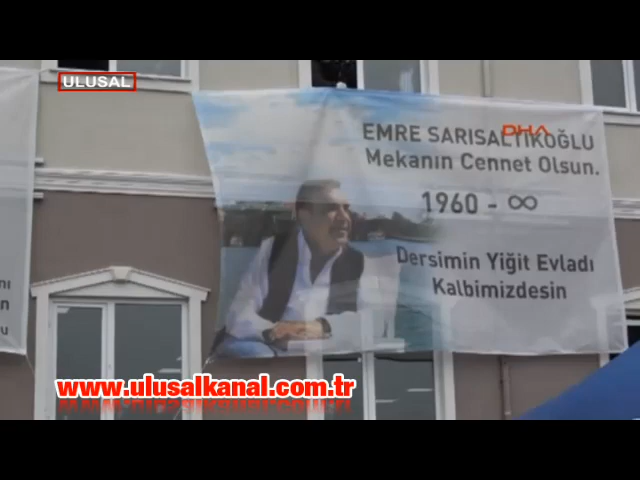 ULUSAL
DHA
EMRE SARISALTIKOĞLU
Mekanın Cennet Olsun.
1960 - ∞
Dersimin Yiğit Evladı
Kalbimizdesin
www.ulusalkanal.com.tr